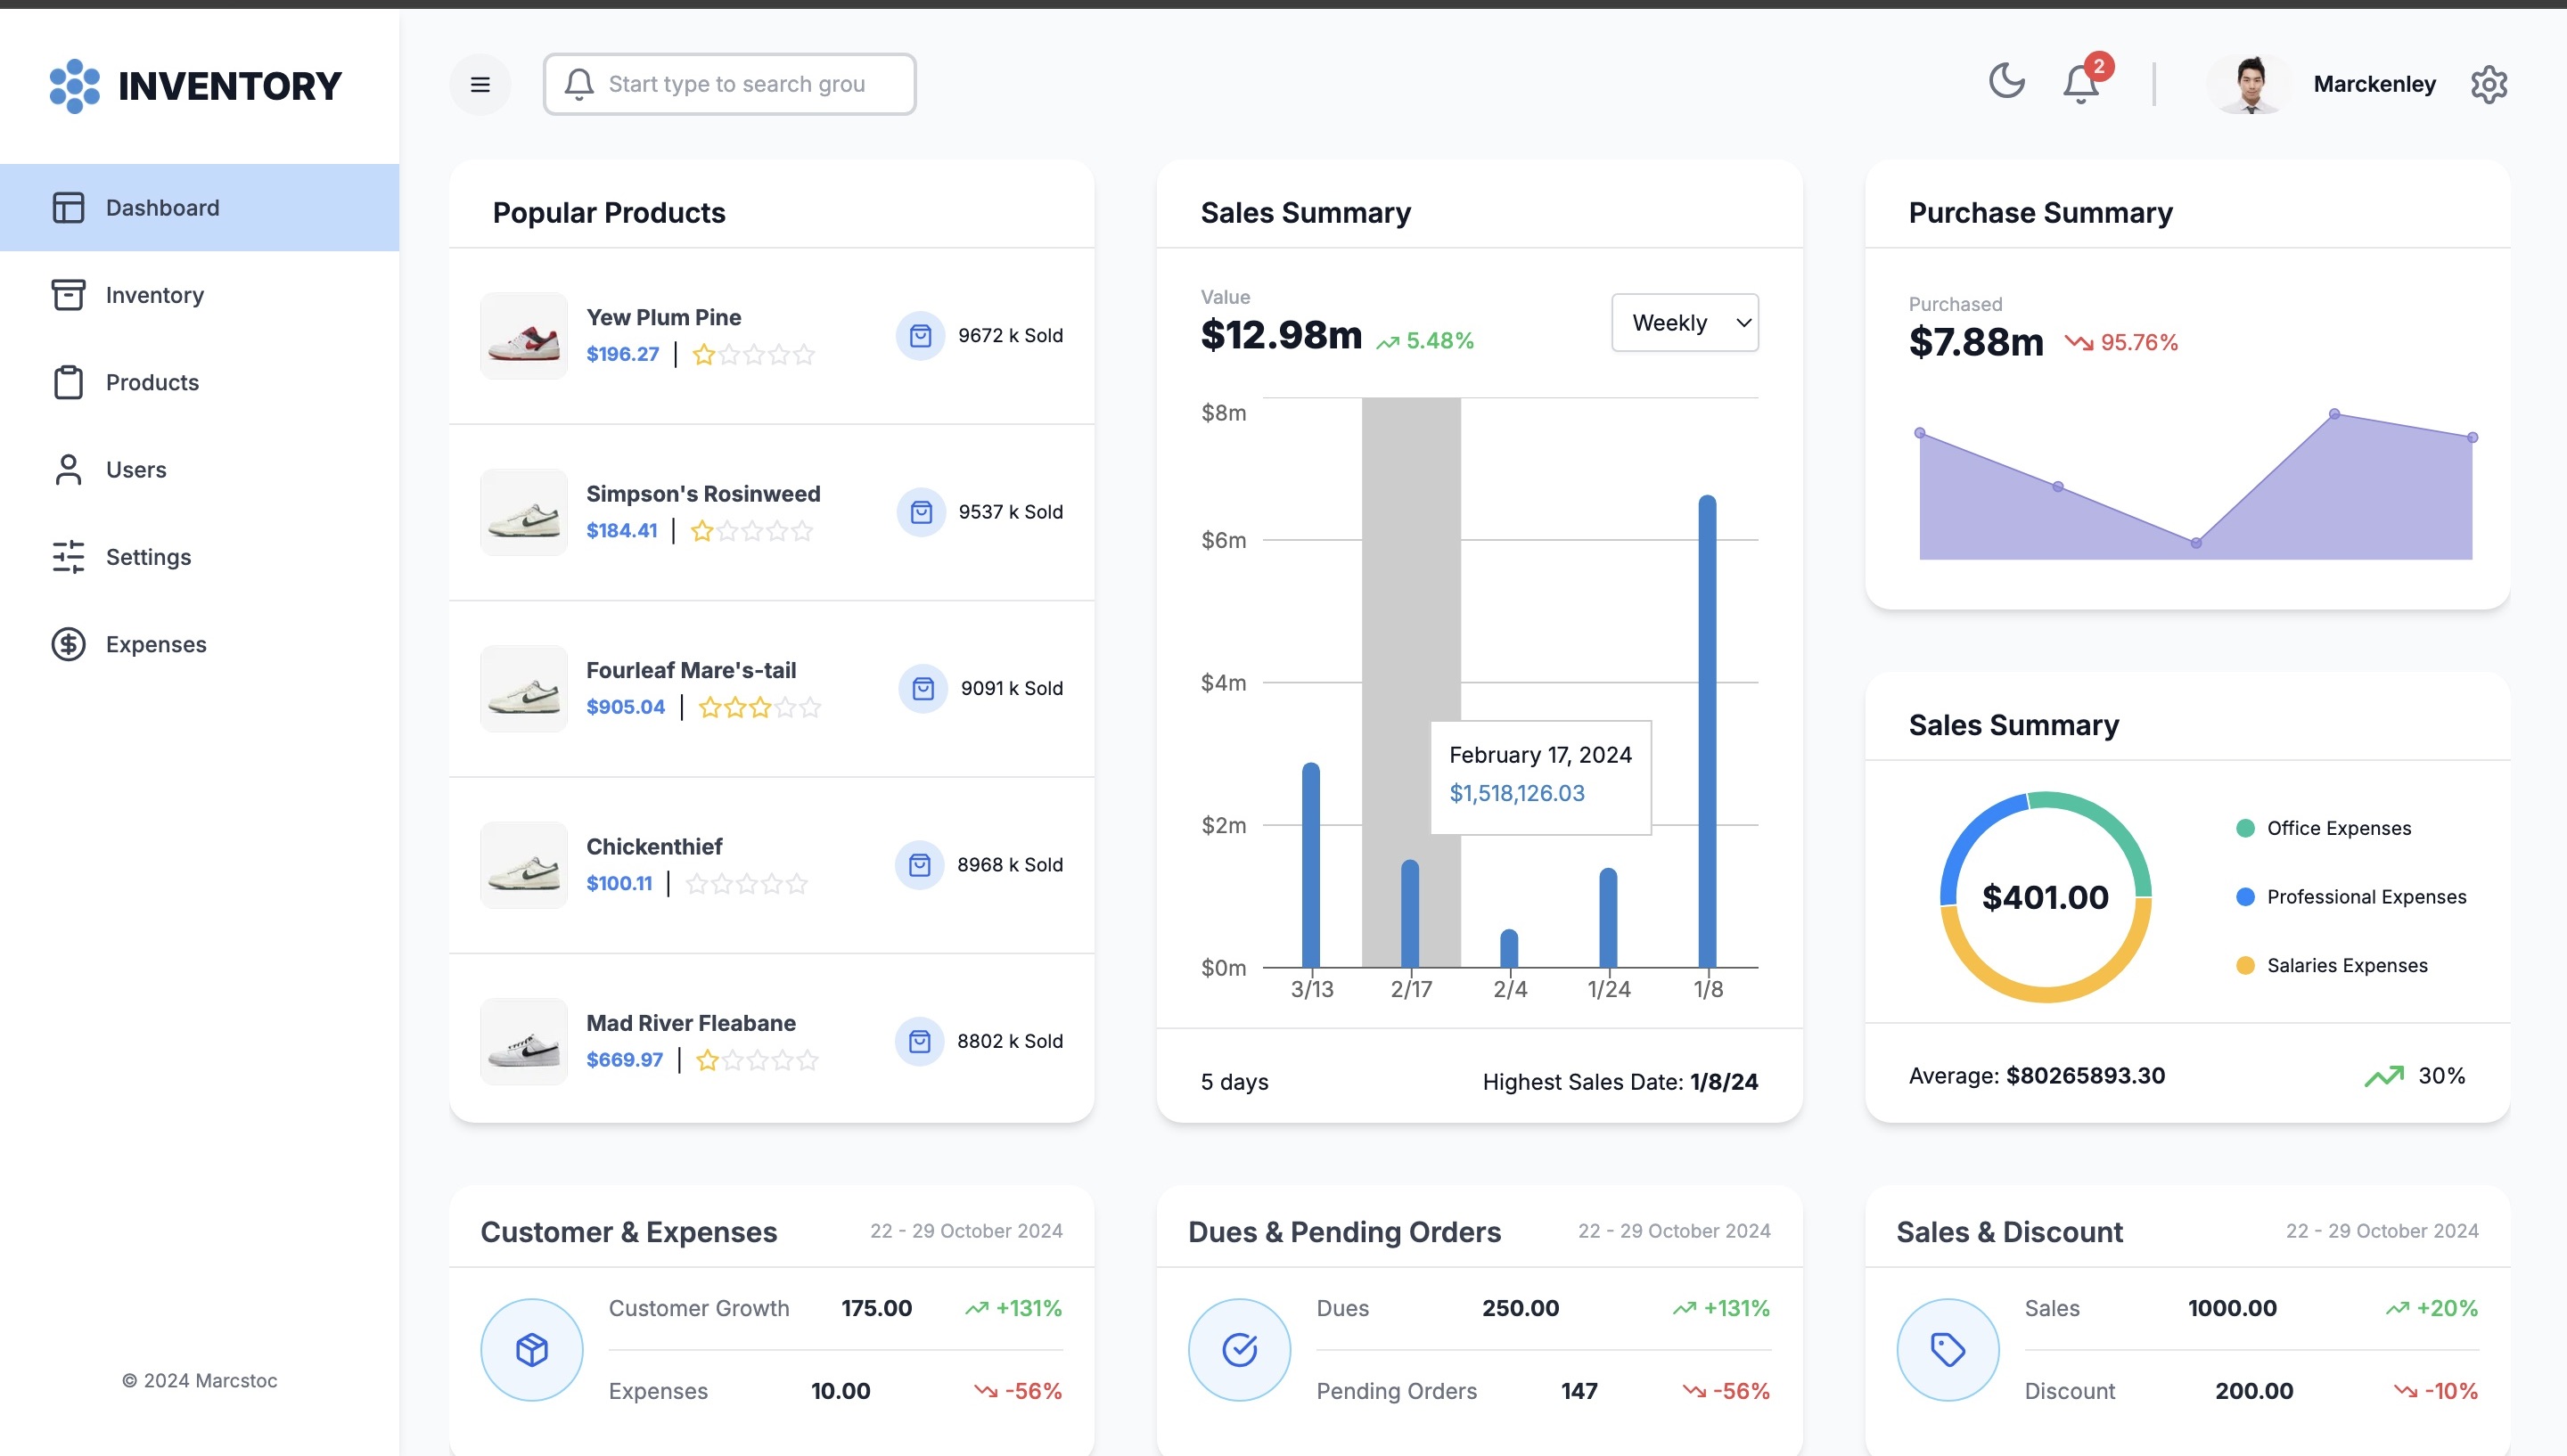 INVENTORY
Start type to search grou
2
Marckenley
Dashboard
Inventory
Products
Users
Settings
Expenses
© 2024 Marcstoc
Popular Products
Yew Plum Pine
$196.27
9672 k Sold
Simpson's Rosinweed
$184.41
9537 k Sold
Fourleaf Mare's-tail
$905.04
9091 k Sold
Chickenthief
$100.11
8968 k Sold
Mad River Fleabane
$669.97
8802 k Sold
Sales Summary
Value
$12.98m 5.48%
Weekly
$8m
$6m
$4m
$2m
$0m
February 17, 2024
$1,518,126.03
3/13 2/17 2/4 1/24 1/8
5 days Highest Sales Date: 1/8/24
Purchase Summary
Purchased
$7.88m 95.76%
Sales Summary
$401.00
Office Expenses
Professional Expenses
Salaries Expenses
Average: $80265893.30 30%
Customer & Expenses 22 - 29 October 2024
Customer Growth 175.00 +131%
Expenses 10.00 -56%
Dues & Pending Orders 22 - 29 October 2024
Dues 250.00 +131%
Pending Orders 147 -56%
Sales & Discount 22 - 29 October 2024
Sales 1000.00 +20%
Discount 200.00 -10%